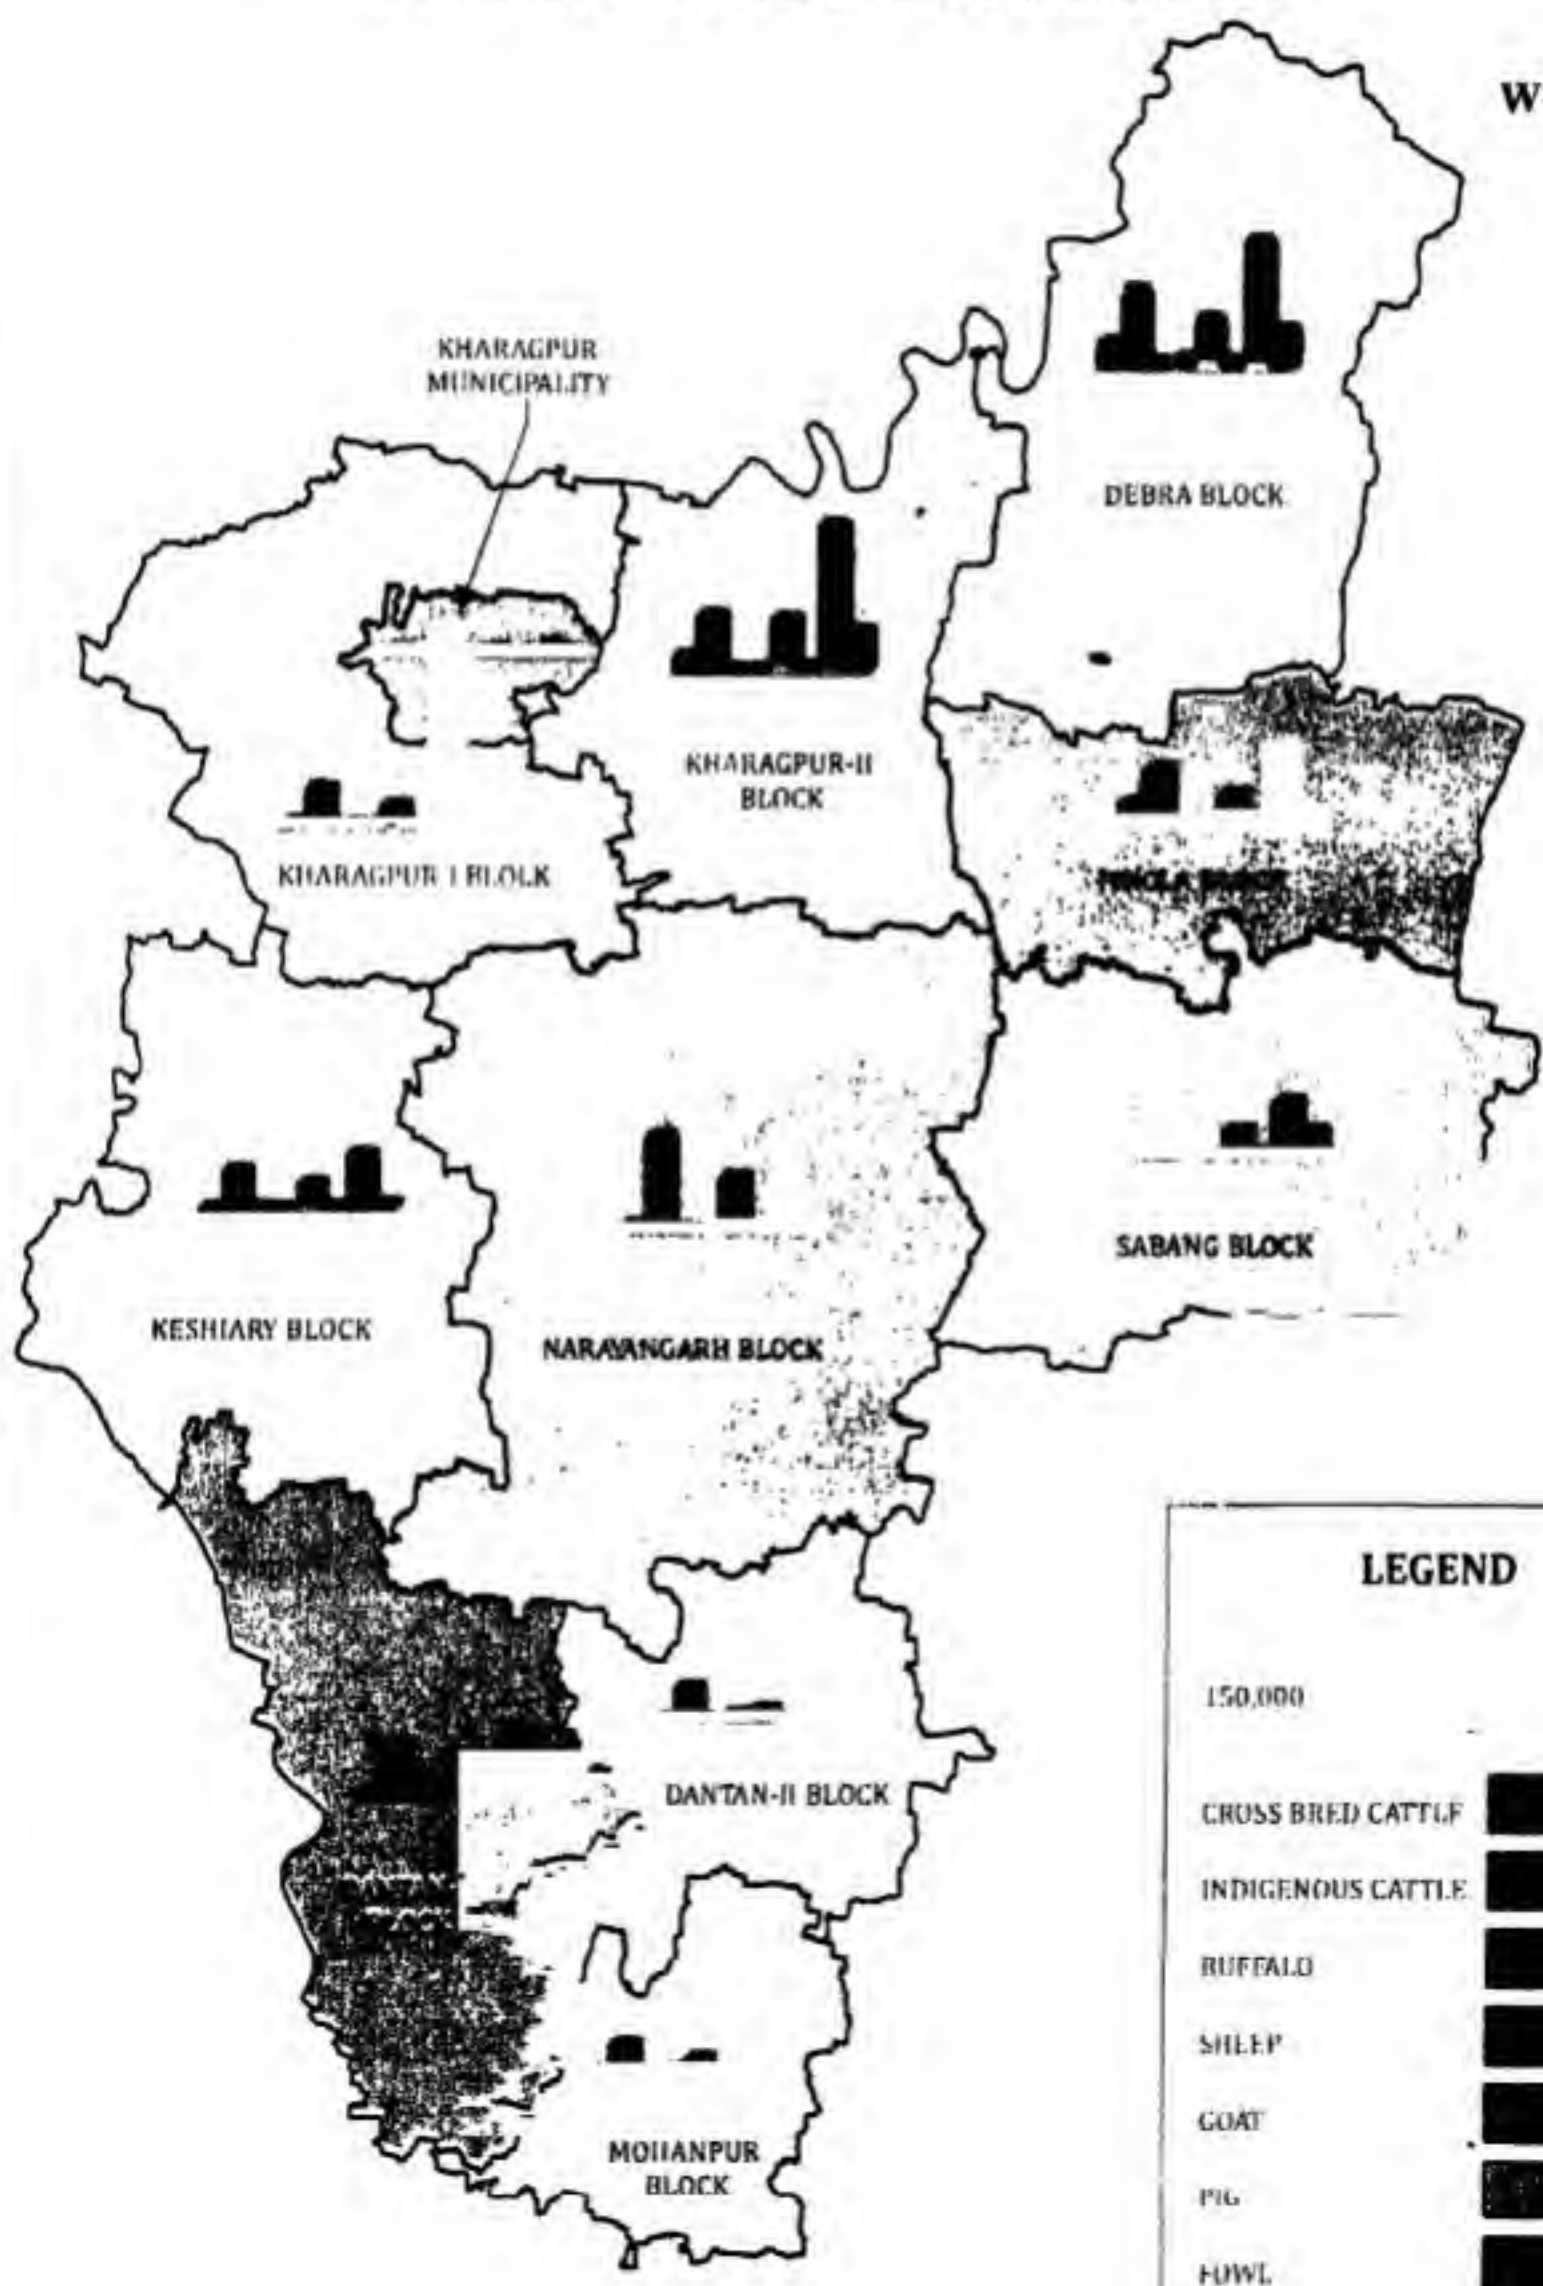 W
KHARAGPUR
MUNICIPALITY
DEBRA BLOCK
KHARAGPUR-II
BLOCK
KHARAGPUR I BLOLK
SABANG BLOCK
KESHIARY BLOCK
NARAYANGARH BLOCK
DANTAN-II BLOCK
MOHANPUR
BLOCK
LEGEND
150,000
CROSS BRED CATTLE
INDIGENOUS CATTLE
BUFFALO
SHEEP
GOAT
PIG
FOWL